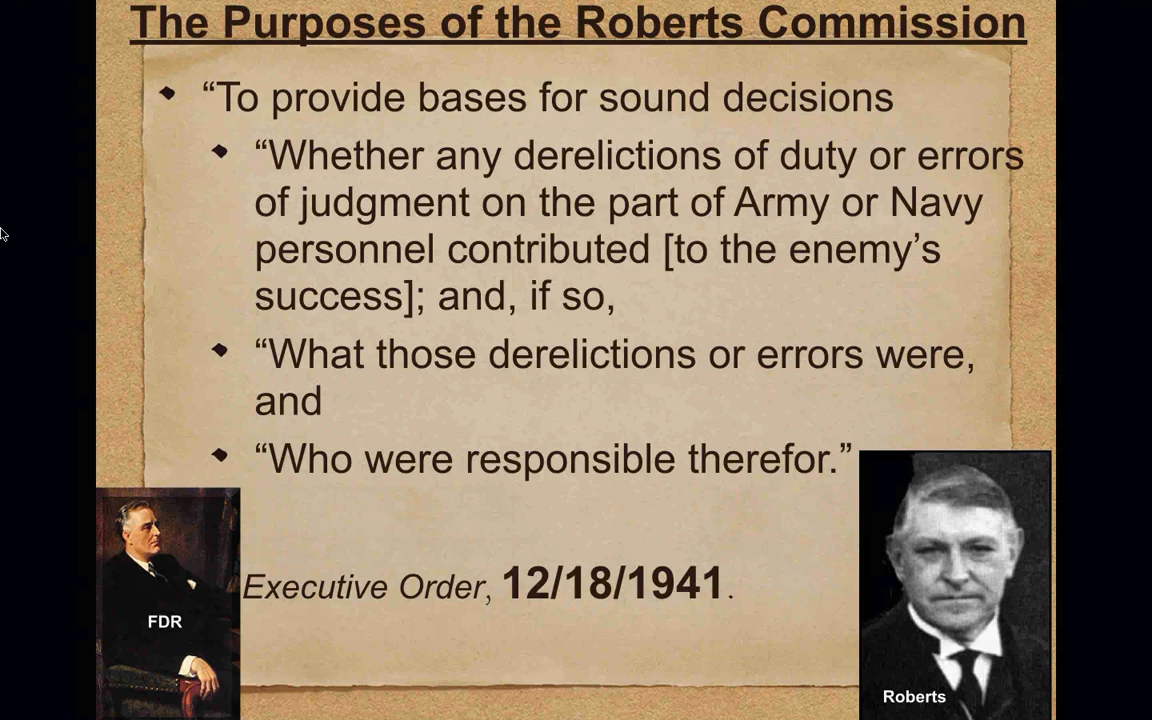 The Purposes of the Roberts Commission
“To provide bases for sound decisions
“Whether any derelictions of duty or errors
of judgment on the part of Army or Navy
personnel contributed [to the enemy’s
success]; and, if so,
“What those derelictions or errors were,
and
“Who were responsible therefor.”
Executive Order, 12/18/1941.
FDR
Roberts